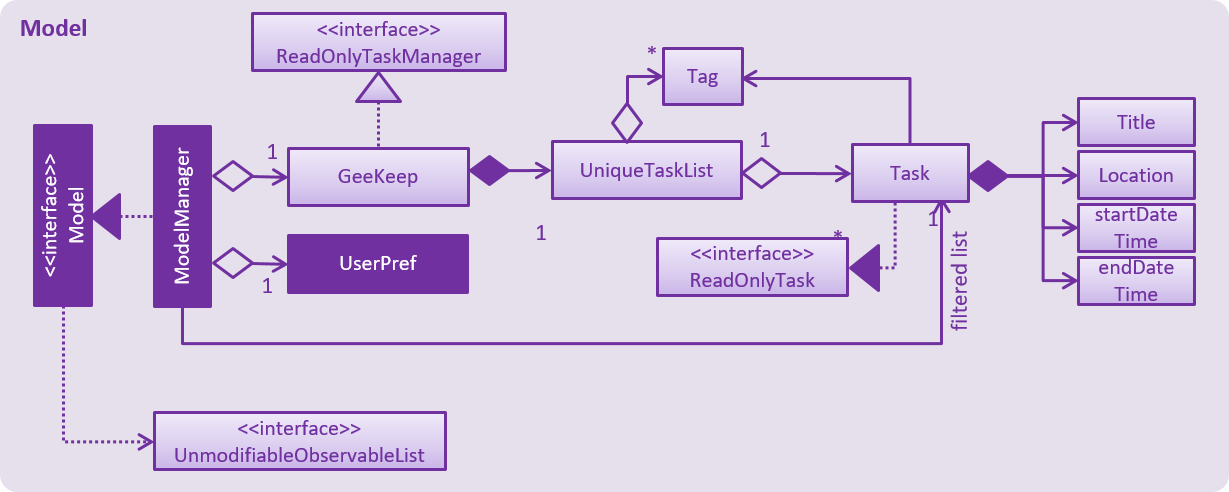 Model
<<interface>>
ReadOnlyTaskManager
*
Tag
<<interface>>
Model
ModelManager
1
GeeKeep
UniqueTaskList
1
Task
Title
Location
startDate
Time
endDate
Time
1
UserPref
1
<<interface>>
ReadOnlyTask
*
1
filtered list
<<interface>>
UnmodifiableObservableList